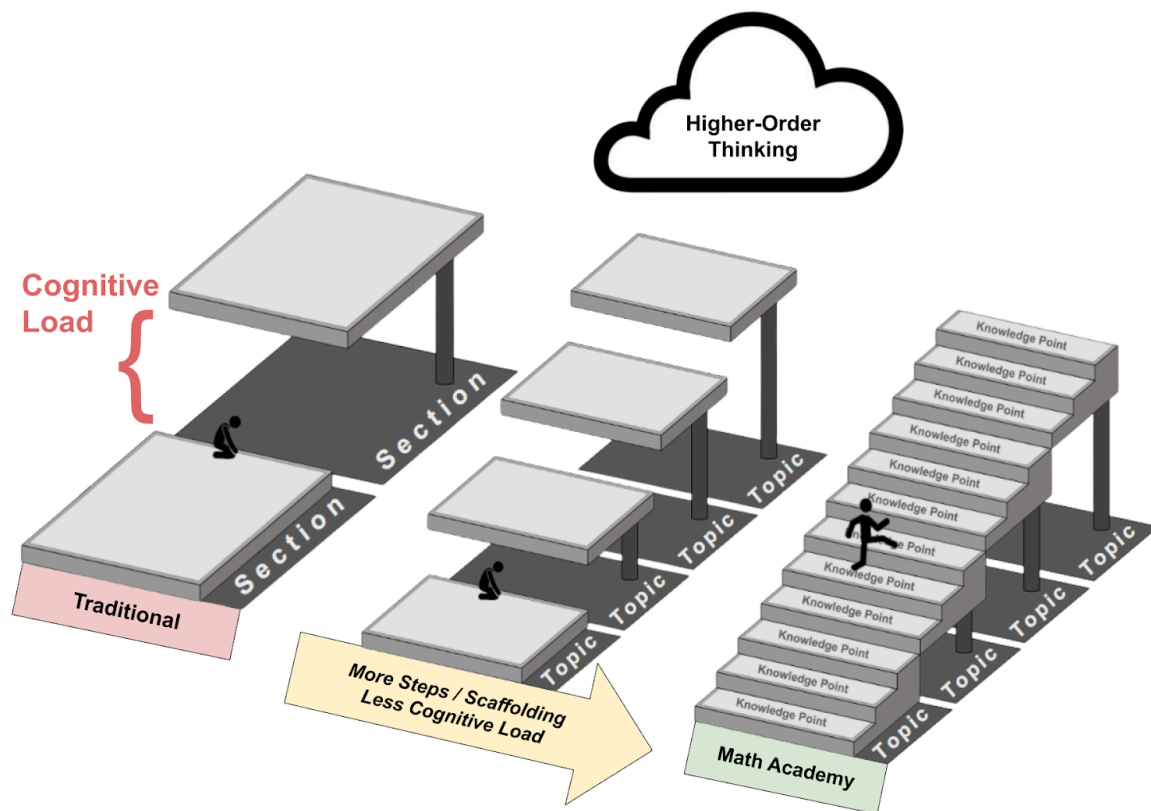 Higher-Order
Thinking
Cognitive
Load
Section
Section
Traditional
Topic
Topic
Topic
Topic
More Steps / Scaffolding
Less Cognitive Load
Knowledge Point
Knowledge Point
Knowledge Point
Knowledge Point
Knowledge Point
Knowledge Point
Knowledge Point
Knowledge Point
Knowledge Point
Knowledge Point
Knowledge Point
Knowledge Point
Topic
Topic
Topic
Topic
Math Academy